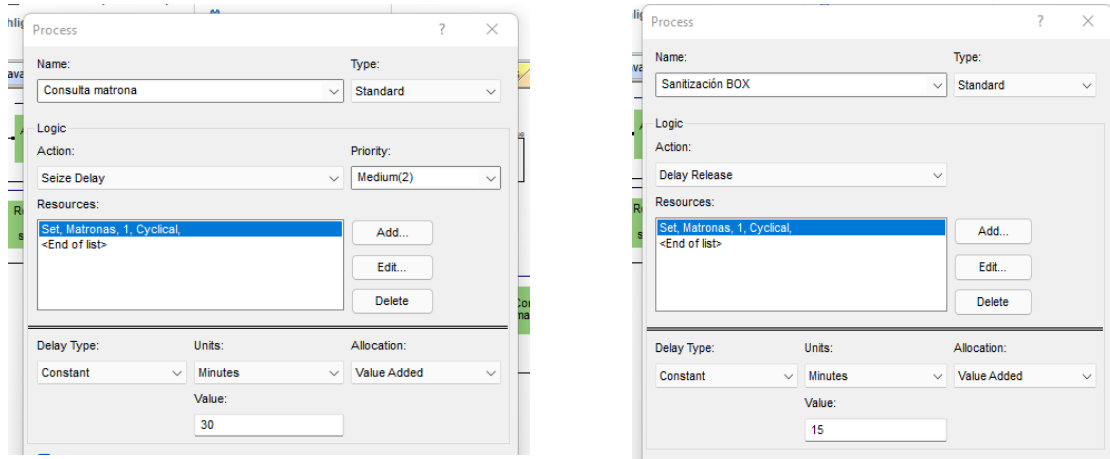 Process ?
Name: Type:
Consulta matrona Standard
Logic
Action: Priority:
Seize Delay Medium(2)
Resources:
Set, Matronas, 1, Cyclical,
<End of list>
Add...
Edit...
Delete
Delay Type: Units: Allocation:
Constant Minutes Value Added
Value:
30
Process ?
Name: Type:
Sanitización BOX Standard
Logic
Action:
Delay Release
Resources:
Set, Matronas, 1, Cyclical,
<End of list>
Add...
Edit...
Delete
Delay Type: Units: Allocation:
Constant Minutes Value Added
Value:
15